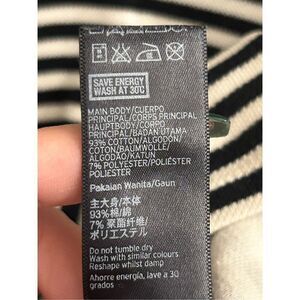 SAVE ENERGY
WASH AT 30°C
MAIN BODY/CUERPO
PRINCIPAL/CORPS PRINCIPAL
HAUPTBODY/CORPO
PRINCIPAL/BADAN UTAMA
93% COTTON/ALGODÓN/
COTON/BAUMWOLLE/
ALGODÃO/KATUN
7% POLYESTER/POLIÉSTER
POLIESTER
Pakaian Wanita/Gaun
主大身/本体
93%棉/綿
7%聚酯纤维/
ポリエステル
Do not tumble dry
Wash with similar colours
Reshape whilst damp
Ahorre energía, lave a 30
grados